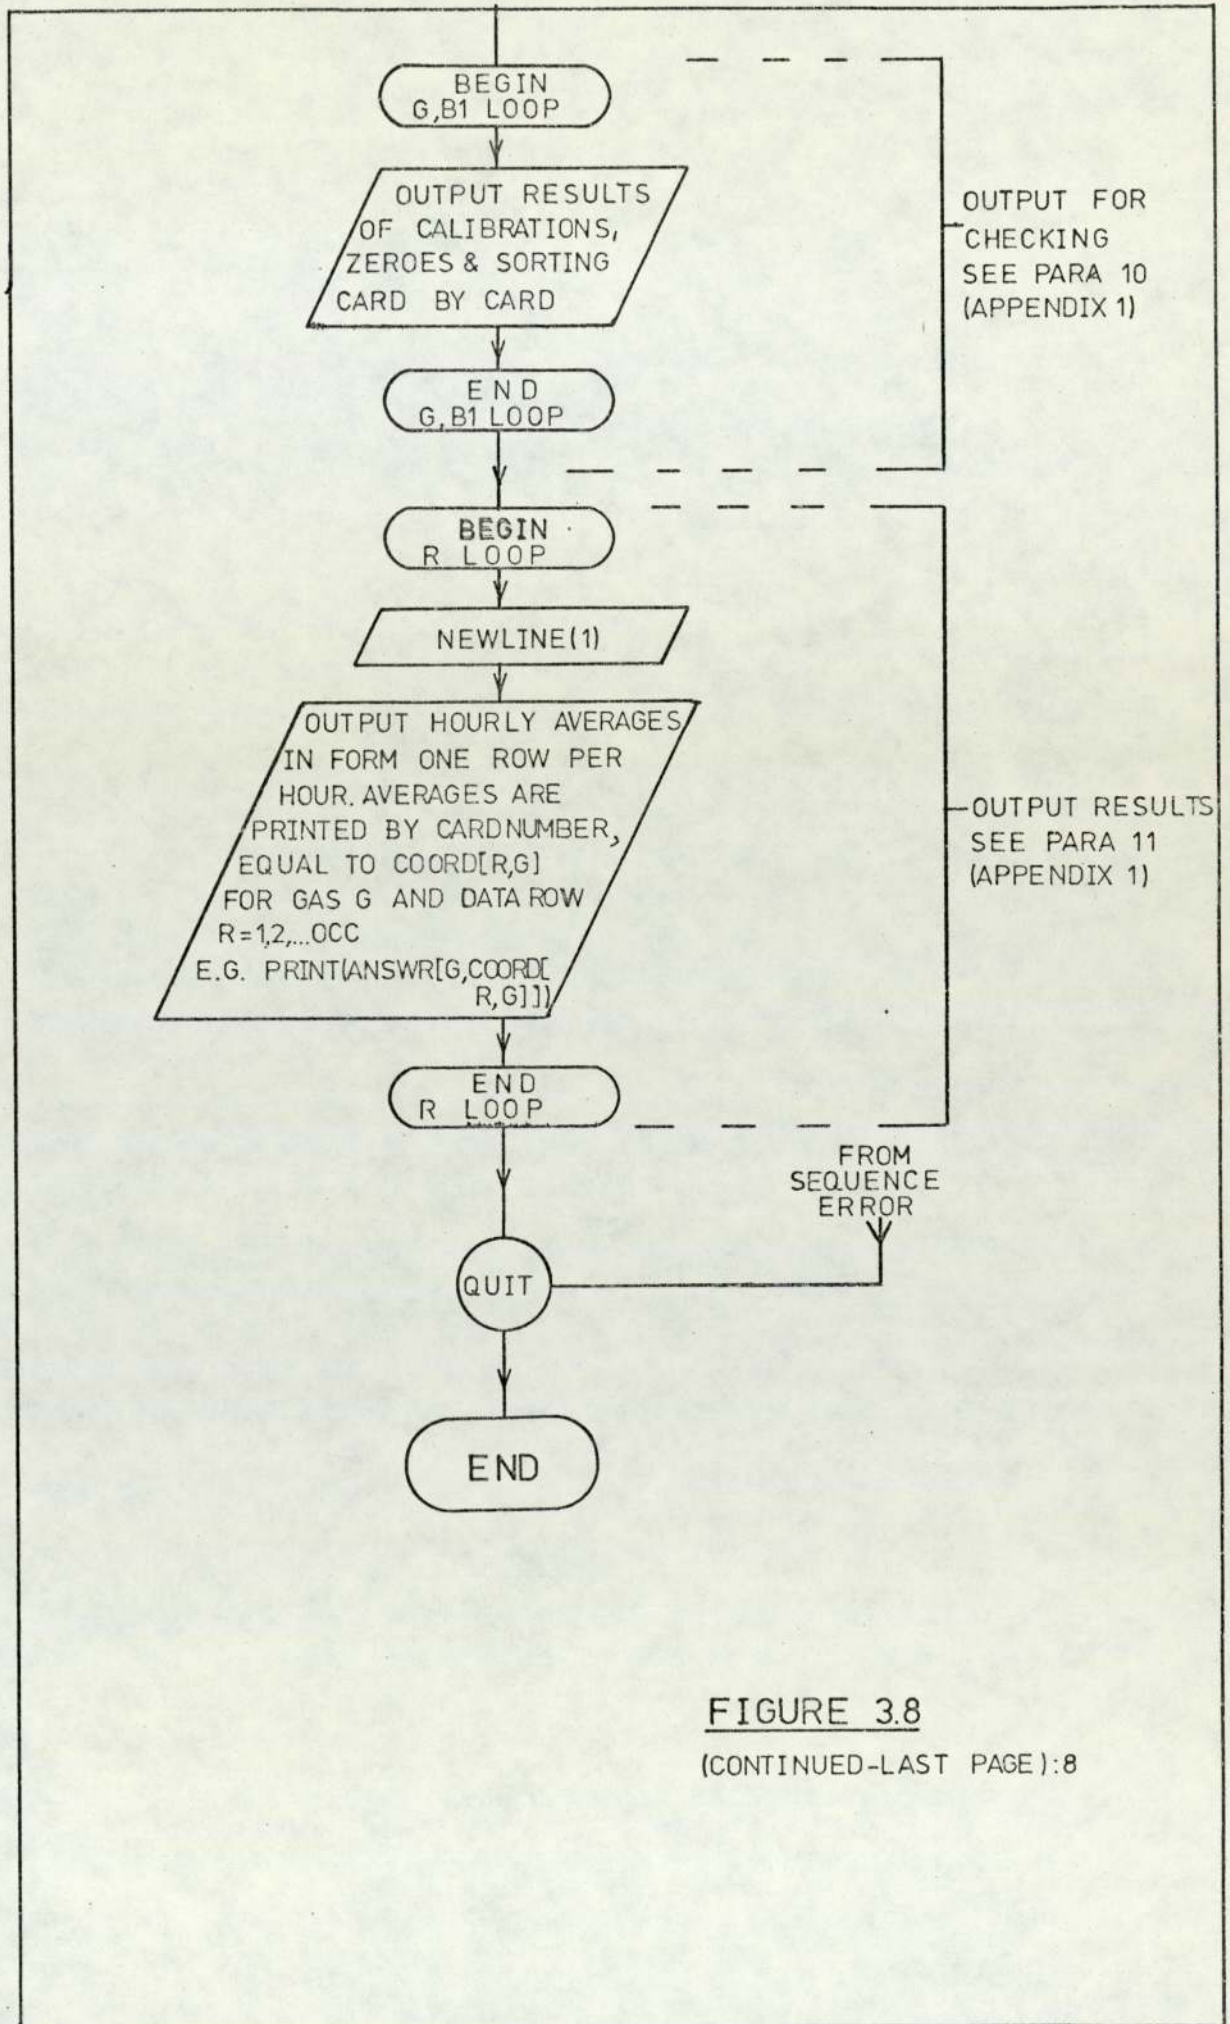 BEGIN
G,B1 LOOP
OUTPUT RESULTS
OF CALIBRATIONS,
ZEROES & SORTING
CARD BY CARD
END
G,B1 LOOP
OUTPUT FOR
CHECKING
SEE PARA 10
(APPENDIX 1)
BEGIN
R LOOP
NEWLINE(1)
OUTPUT HOURLY AVERAGES
IN FORM ONE ROW PER
HOUR. AVERAGES ARE
PRINTED BY CARDNUMBER,
EQUAL TO COORD[R,G]
FOR GAS G AND DATA ROW
R=1,2,...OCC
E.G. PRINT(ANSWR[G,COORD[
R,G]])
END
R LOOP
OUTPUT RESULTS
SEE PARA 11
(APPENDIX 1)
FROM
SEQUENCE
ERROR
QUIT
END
FIGURE 3.8
(CONTINUED-LAST PAGE):8